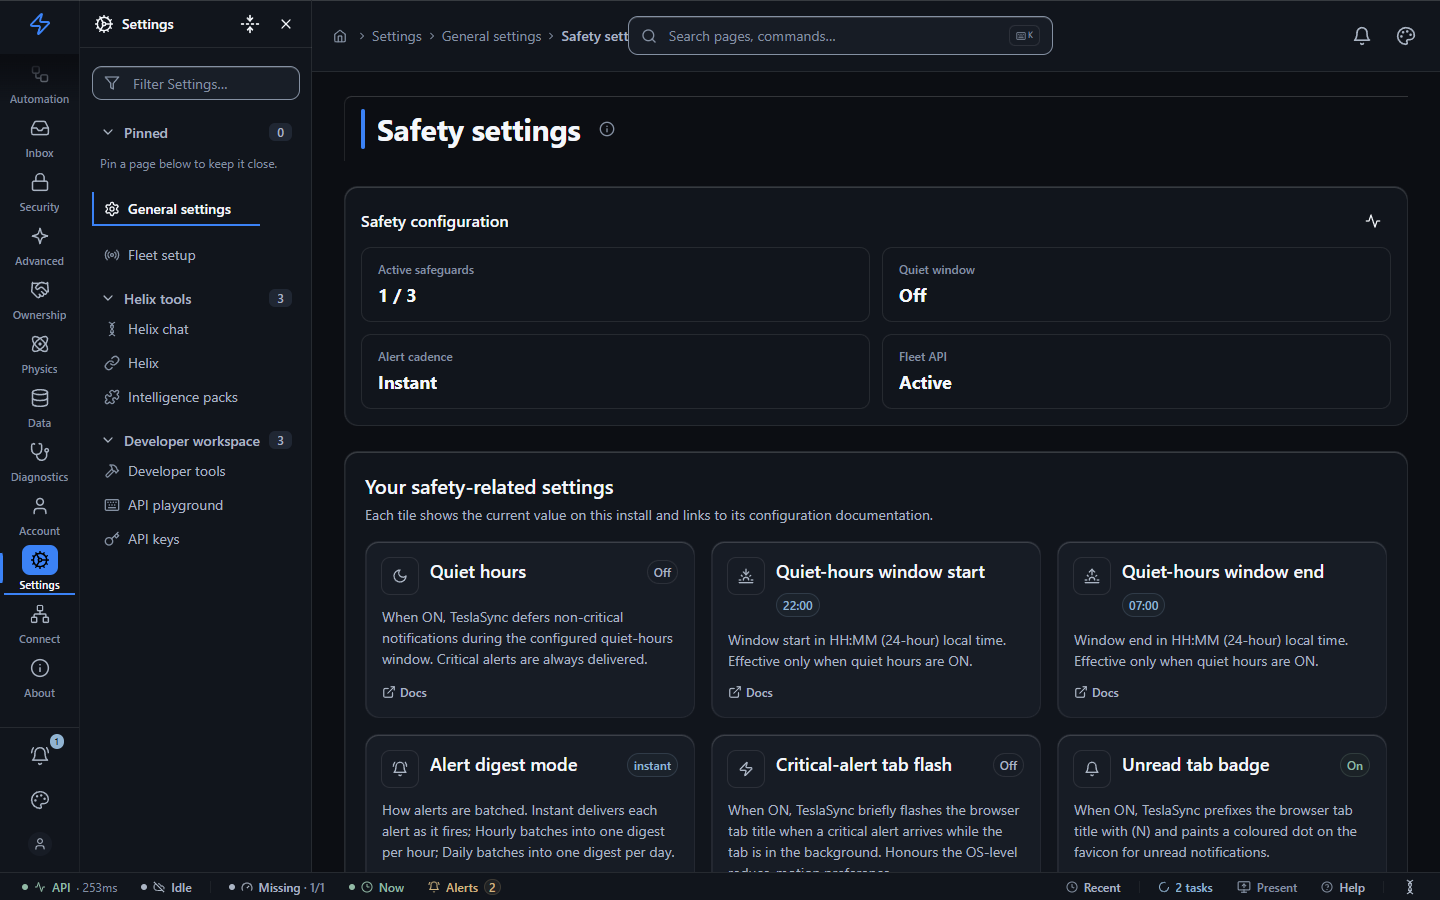 Settings
Settings
General settings
Safety sett
Search pages, commands...
K
Automation
Inbox
Security
Advanced
Ownership
Physics
Data
Diagnostics
Account
Settings
Connect
About
1
Filter Settings...
Pinned
0
Pin a page below to keep it close.
General settings
Fleet setup
Helix tools
3
Helix chat
Helix
Intelligence packs
Developer workspace
3
Developer tools
API playground
API keys
Safety settings
Safety configuration
Active safeguards
1 / 3
Quiet window
Off
Alert cadence
Instant
Fleet API
Active
Your safety-related settings
Each tile shows the current value on this install and links to its configuration documentation.
Quiet hours
Off
When ON, TeslaSync defers non-critical
notifications during the configured quiet-hours
window. Critical alerts are always delivered.
Docs
Quiet-hours window start
22:00
Window start in HH:MM (24-hour) local time.
Effective only when quiet hours are ON.
Docs
Quiet-hours window end
07:00
Window end in HH:MM (24-hour) local time.
Effective only when quiet hours are ON.
Docs
Alert digest mode
instant
How alerts are batched. Instant delivers each
alert as it fires; Hourly batches into one digest
per hour; Daily batches into one digest per day.
Critical-alert tab flash
Off
When ON, TeslaSync briefly flashes the browser
tab title when a critical alert arrives while the
tab is in the background. Honours the OS-level
reduce-motion preference.
Unread tab badge
On
When ON, TeslaSync prefixes the browser tab
title with (N) and paints a coloured dot on the
favicon for unread notifications.
API · 253ms
Idle
Missing · 1/1
Now
Alerts
2
Recent
2 tasks
Present
Help